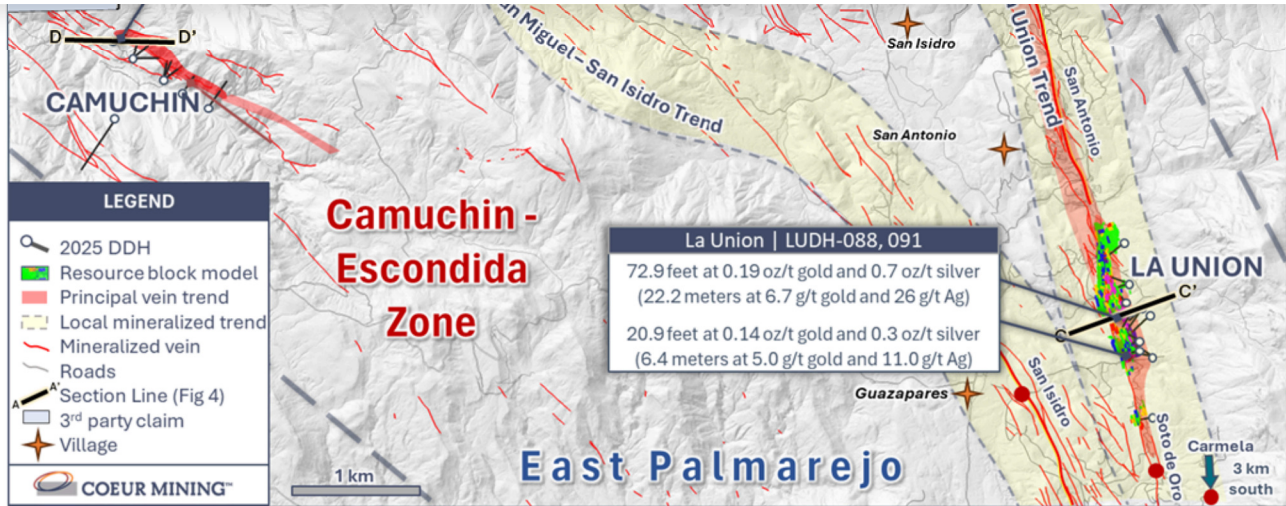 D D'
CAMUCHIN
San Isidro
San Antonio
San Antonio
Union Trend
Miguel – San Isidro Trend
LEGEND
2025 DDH
Resource block model
Principal vein trend
Local mineralized trend
Mineralized vein
Roads
A A' Section Line (Fig 4)
3rd party claim
Village
COEUR MINING™
Camuchin -
Escondida
Zone
La Union | LUDH-088, 091
72.9 feet at 0.19 oz/t gold and 0.7 oz/t silver
(22.2 meters at 6.7 g/t gold and 26 g/t Ag)
20.9 feet at 0.14 oz/t gold and 0.3 oz/t silver
(6.4 meters at 5.0 g/t gold and 11.0 g/t Ag)
LA UNION
C C'
Guazapares
San Isidro
Soto de Oro
Carmela
3 km
south
1 km
East Palmarejo